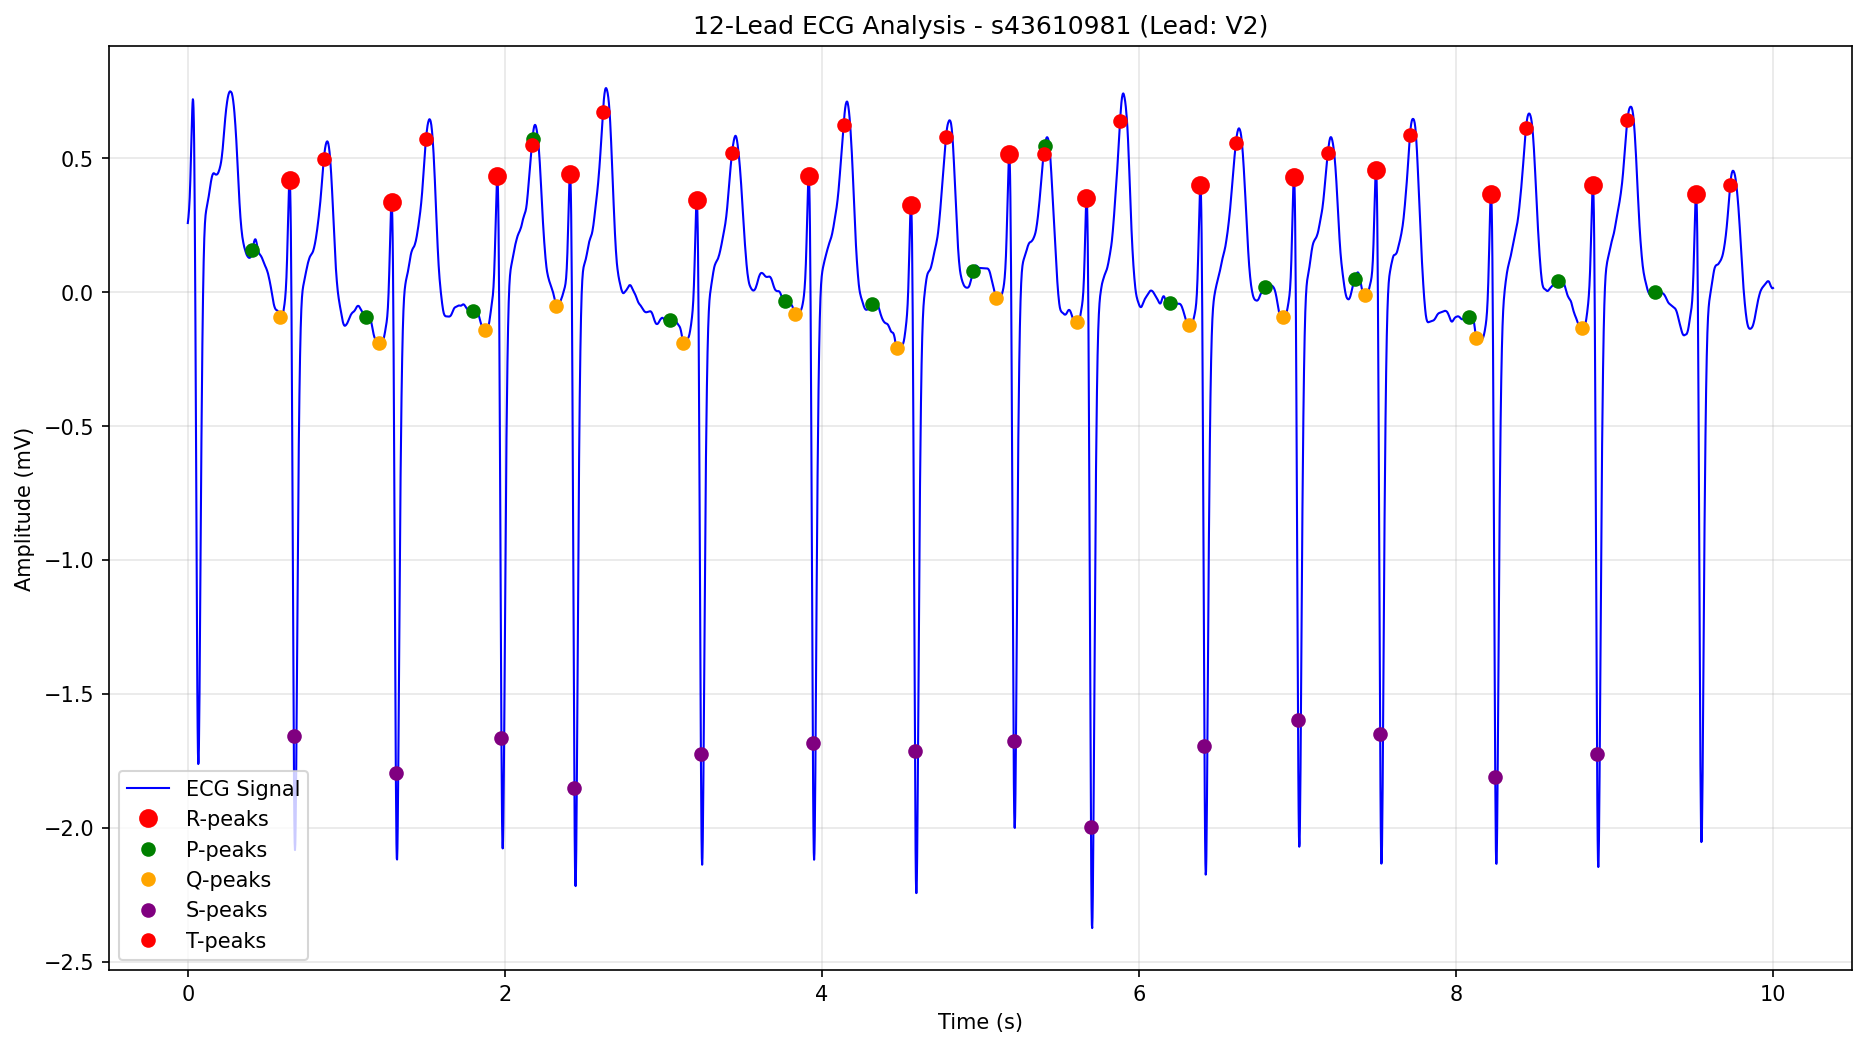 12-Lead ECG Analysis - s43610981 (Lead: V2)
Amplitude (mV)
0.5
0.0
−0.5
−1.0
−1.5
−2.0
−2.5
ECG Signal
R-peaks
P-peaks
Q-peaks
S-peaks
T-peaks
0 2 4 6 8 10
Time (s)